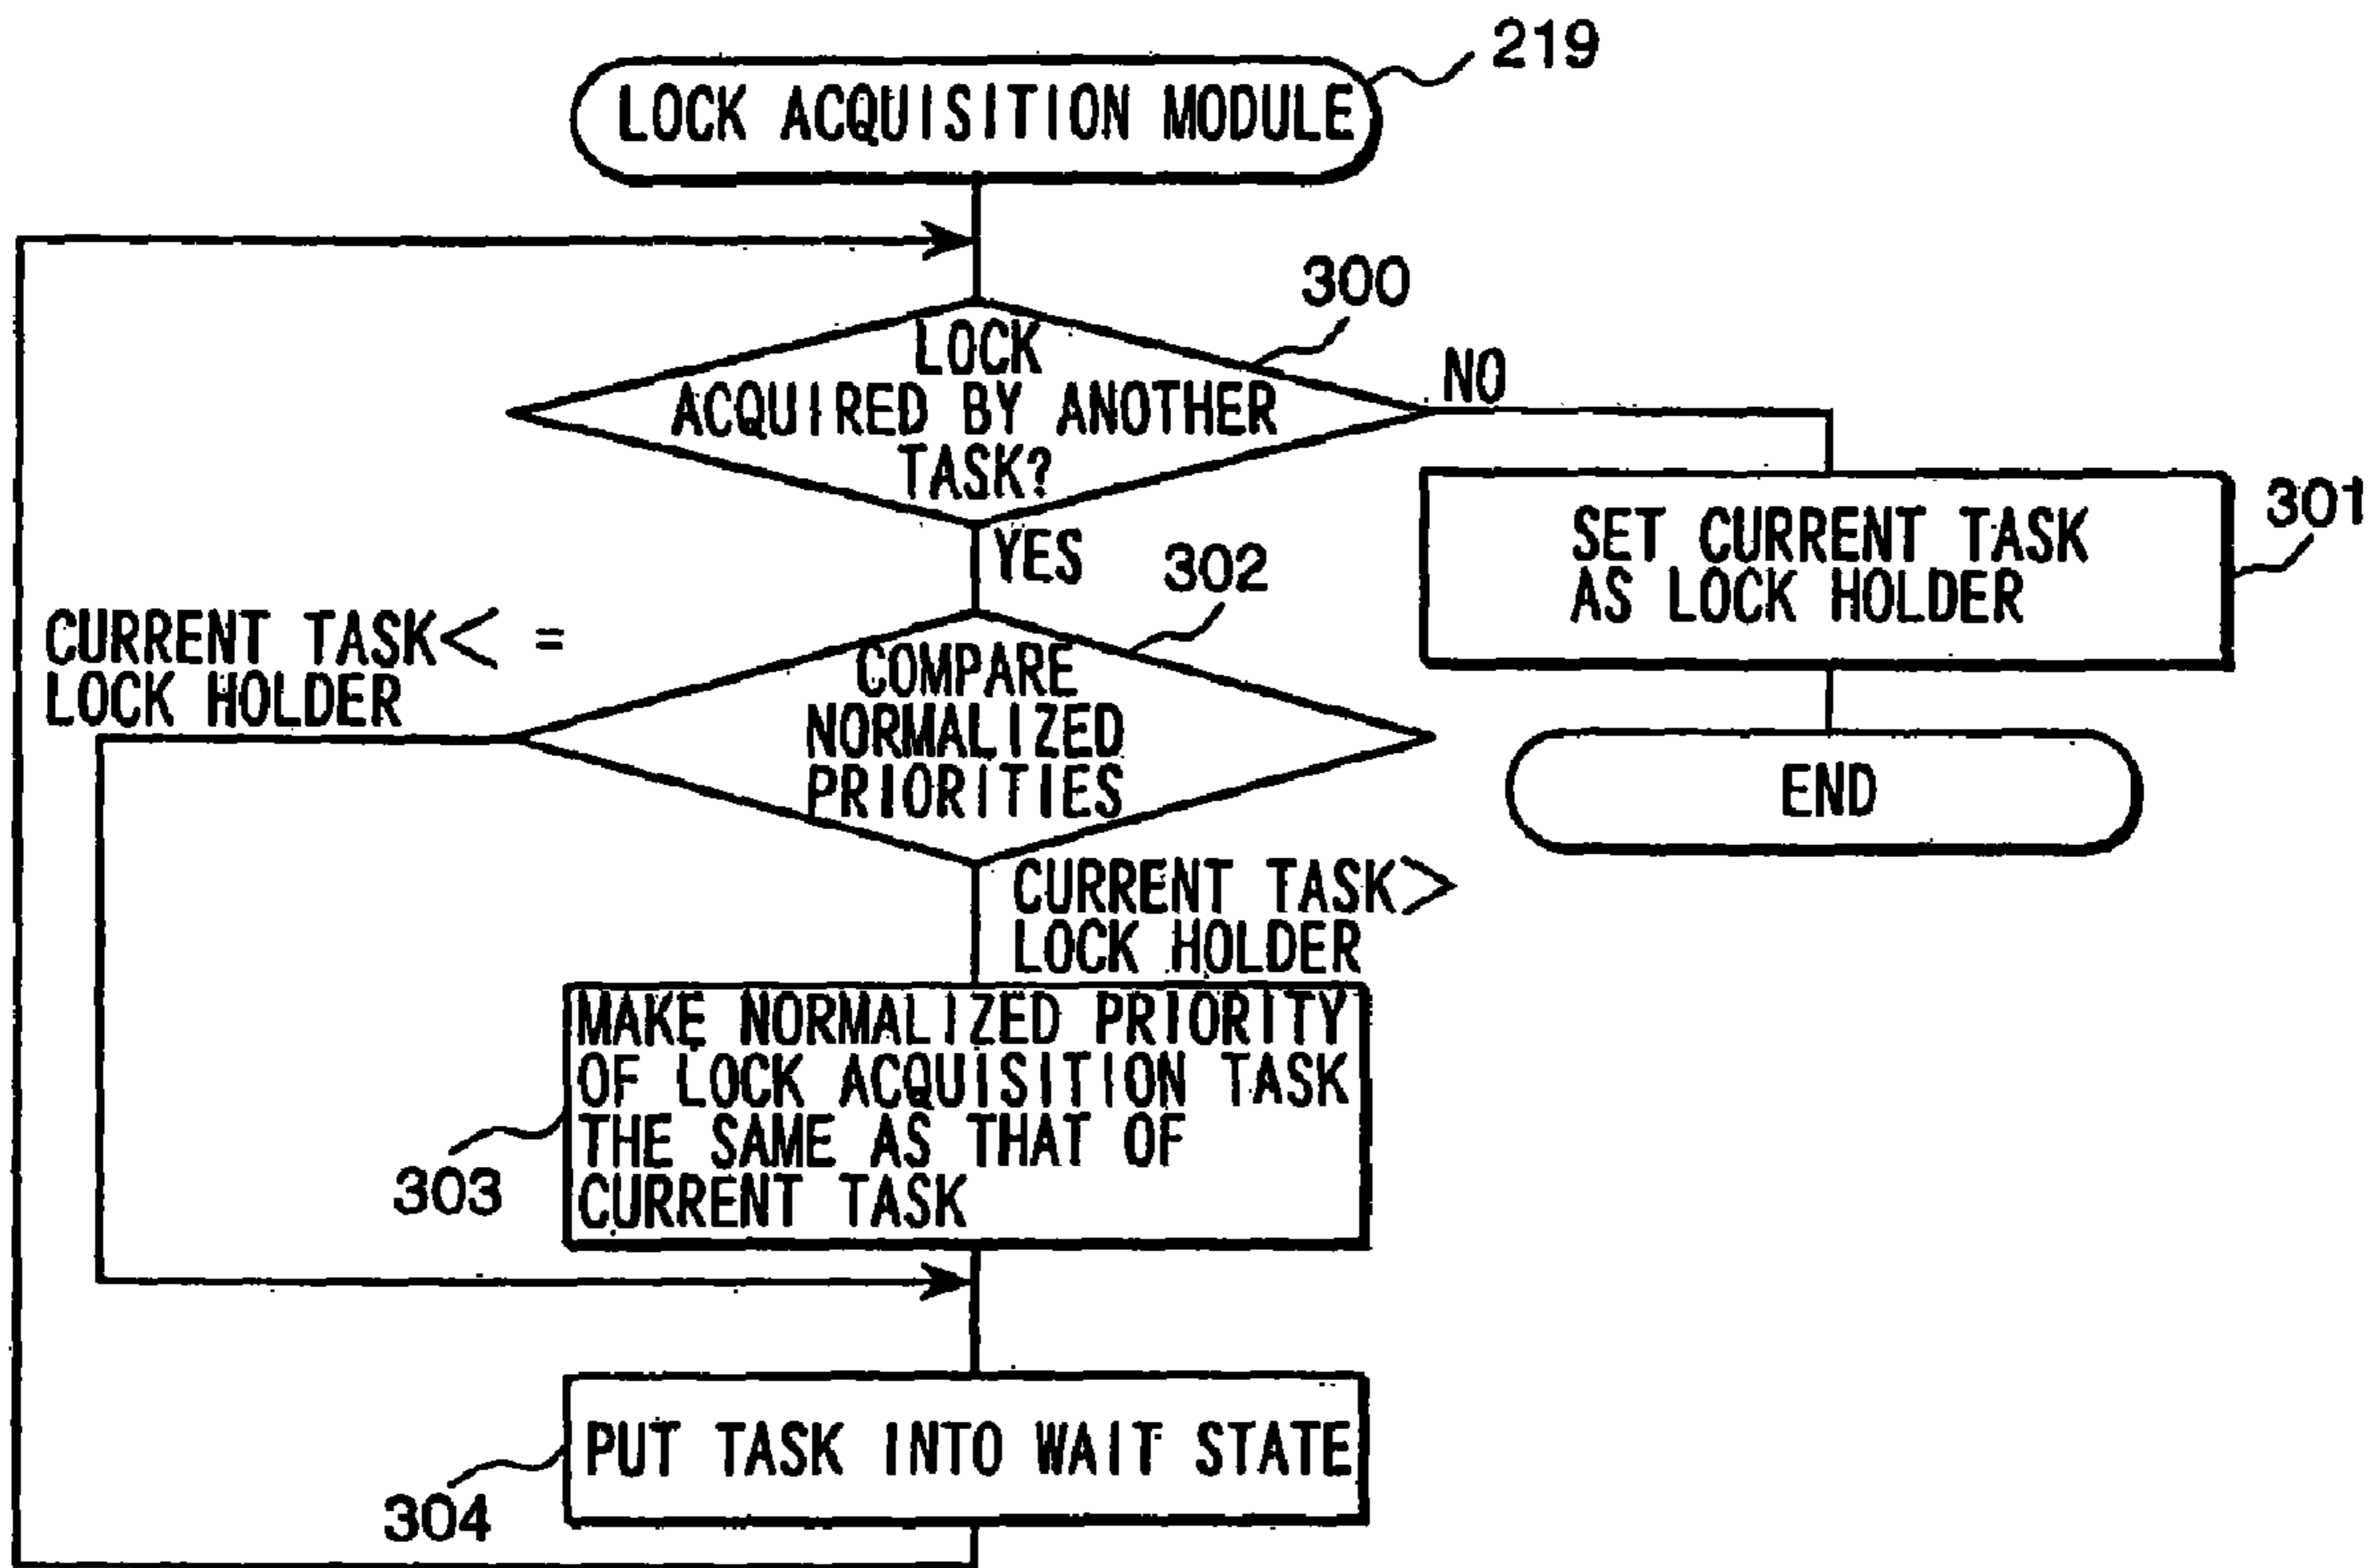 219
LOCK ACQUISITION MODULE
300
LOCK
ACQUIRED BY ANOTHER
TASK?
NO
YES
301
SET CURRENT TASK
AS LOCK HOLDER
302
CURRENT TASK< =
LOCK HOLDER
COMPARE
NORMALIZED
PRIORITIES
END
CURRENT TASK>
LOCK HOLDER
MAKE NORMALIZED PRIORITY
OF LOCK ACQUISITION TASK
THE SAME AS THAT OF
CURRENT TASK
303
PUT TASK INTO WAIT STATE
304